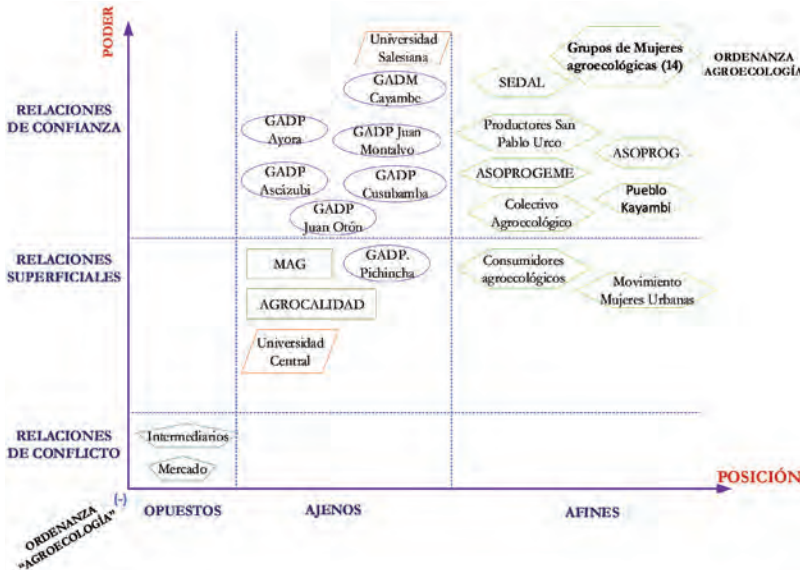 PODER
Universidad
Salesiana
Grupos de Mujeres
agroecológicas (14)
ORDENANZA
AGROECOLOGÍA
GADM
Cayambe
SEDAL
RELACIONES
DE CONFIANZA
GADP
Ayora
GADP Juan
Montalvo
Productores San
Pablo Urco
ASOPROG
GADP
Ascázubi
GADP
Cusubamba
ASOPROGEME
Pueblo
Kayambi
GADP
Juan Otón
Colectivo
Agroecológico
RELACIONES
SUPERFICIALES
MAG
GADP.
Pichincha
Consumidores
agroecológicos
Movimiento
Mujeres Urbanas
AGROCALIDAD
Universidad
Central
RELACIONES
DE CONFLICTO
Intermediarios
Mercado
POSICIÓN
(-)
OPUESTOS
AJENOS
AFINES
ORDENANZA
"AGROECOLOGÍA"